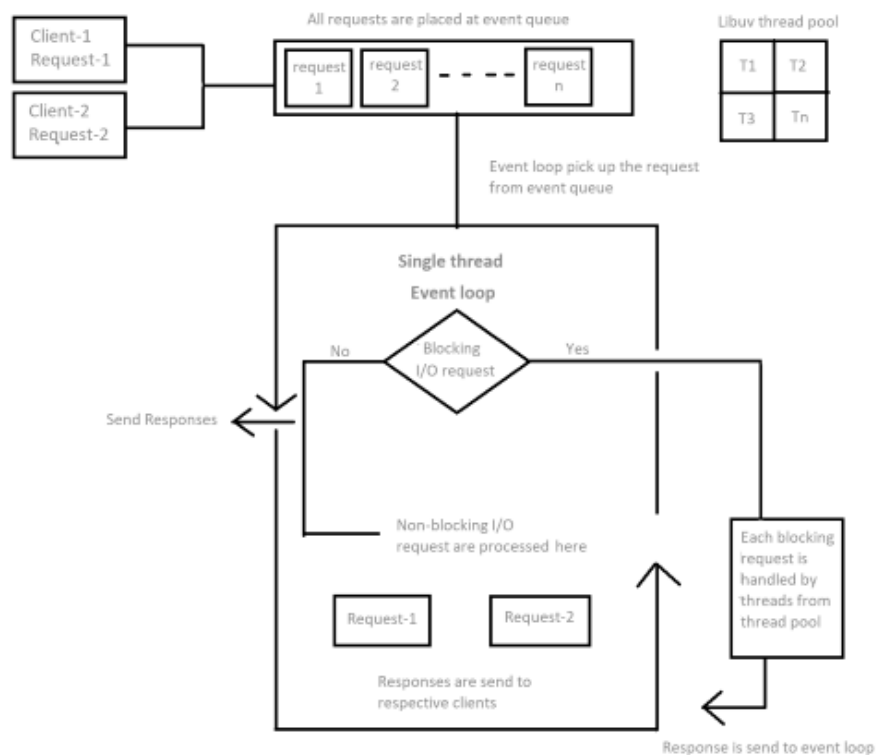 All requests are placed at event queue
Libuv thread pool
Client-1
Request-1
Client-2
Request-2
request
1
request
2
request
n
T1
T2
T3
Tn
Event loop pick up the request
from event queue
Single thread
Event loop
Blocking
I/O request
No
Yes
Send Responses
Non-blocking I/O
request are processed here
Each blocking
request is
handled by
threads from
thread pool
Request-1
Request-2
Responses are send to
respective clients
Response is send to event loop